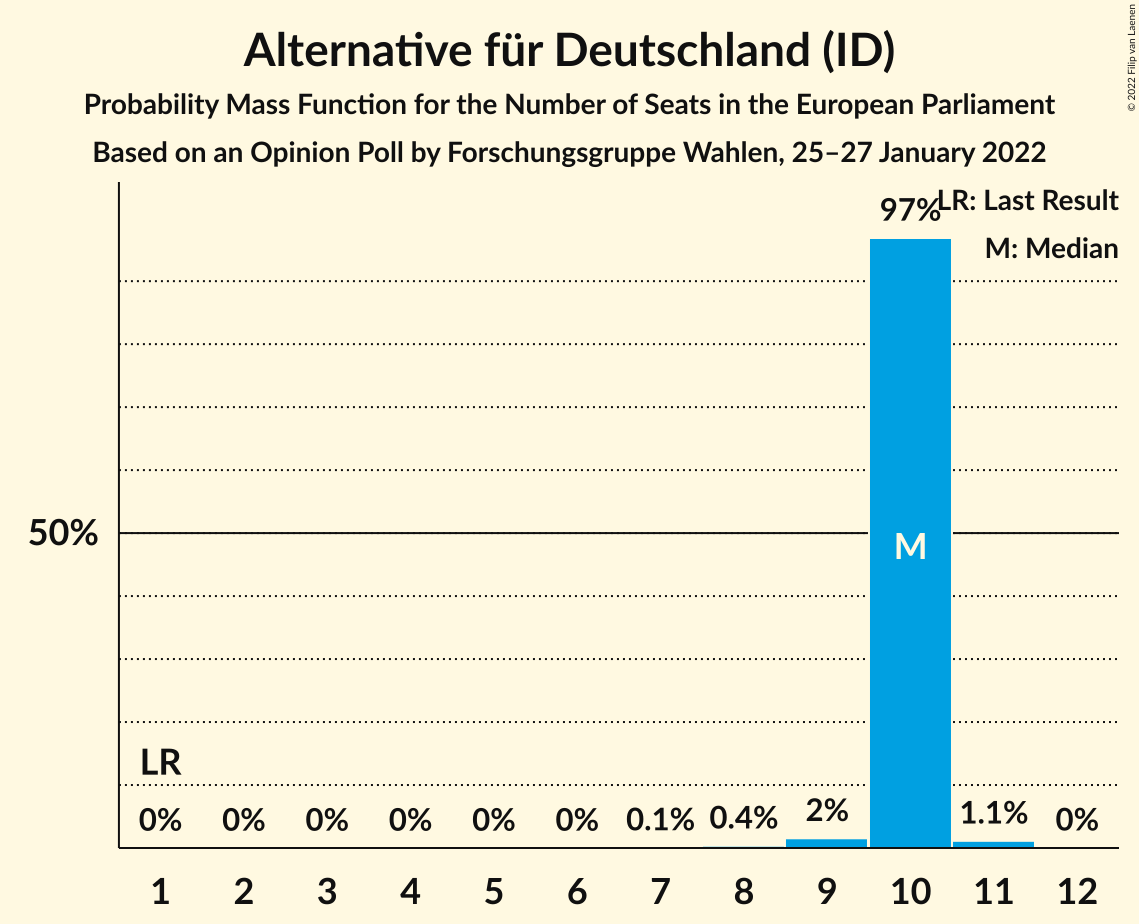 Alternative für Deutschland (ID)
Probability Mass Function for the Number of Seats in the European Parliament
Based on an Opinion Poll by Forschungsgruppe Wahlen, 25–27 January 2022
© 2022 Filip van Laenen
LR: Last Result
M: Median
97%
50%
M
LR
0% 0% 0% 0% 0% 0% 0.1% 0.4% 2% 1.1% 0%
1 2 3 4 5 6 7 8 9 10 11 12